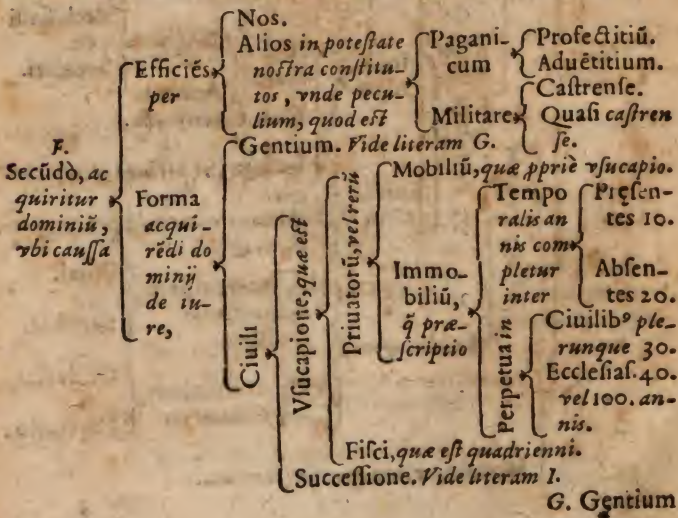 Nos.
Alios in poteſtate
noſtra conſtitu-
tos, vnde pecu-
lium, quod eſt
Pagani-
cum
Profectitiū.
Aduētitium.
Militare
Caſtrenſe.
Quaſi caſtren
ſe.
Efficiēs
per
F.
Secūdò, ac
quiritur
dominiū,
vbi cauſſa
Forma
acqui-
rēdi do
minij
de iu-
re,
Gentium. Vide literam G.
Ciuili
Vſucapione, quæ eſt
Priuatorū, vel rerū
Mobiliū, quæ ꝓpriè vſucapio.
Immo-
biliū,
q̄ præ-
ſcriptio
Tempo
ralis an
nis com
pletur
inter
Pręſen-
tes 10.
Abſen-
tes 20.
Perpetua in
Ciuilibꝰ ple-
runque 30.
Eccleſiaſ. 40.
vel 100. an-
nis.
Fiſci, quæ eſt quadrienni.
Succeſſione. Vide literam I.
G. Gentium